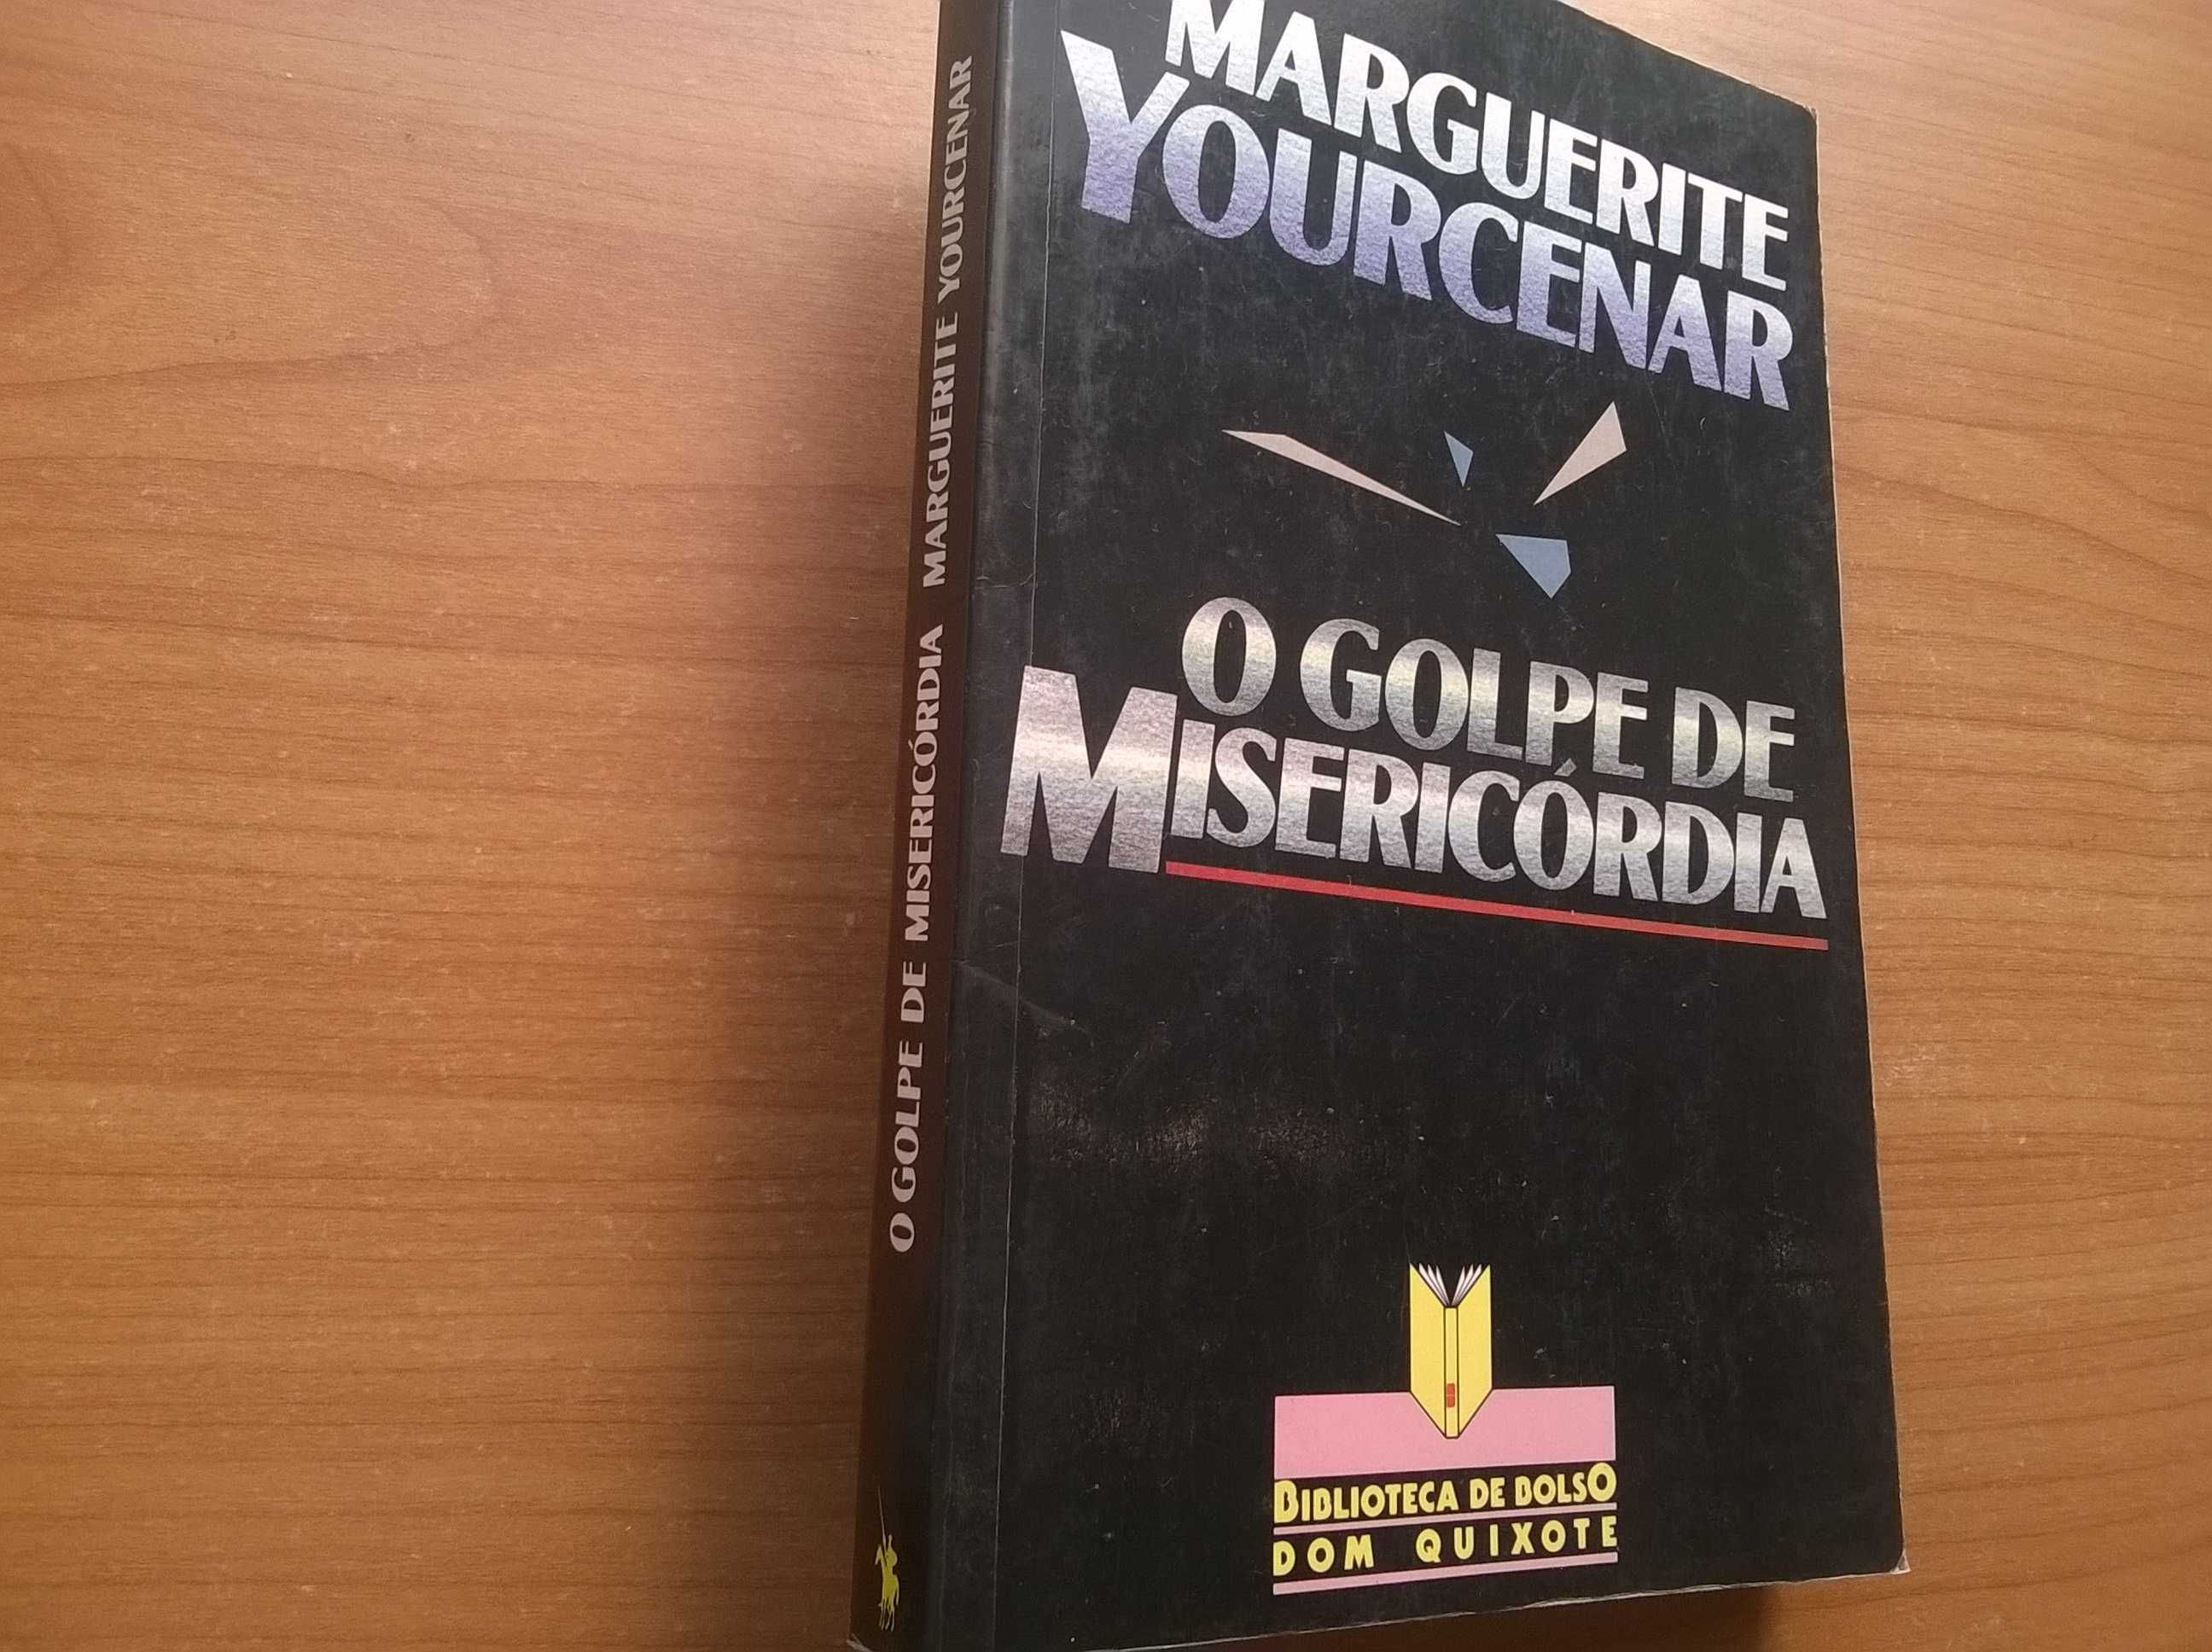 MARGUERITE
YOURCENAR
O GOLPE DE
MISERICÓRDIA
BIBLIOTECA DE BOLSO
DOM QUIXOTE
O GOLPE DE MISERICÓRDIA MARGUERITE YOURCENAR